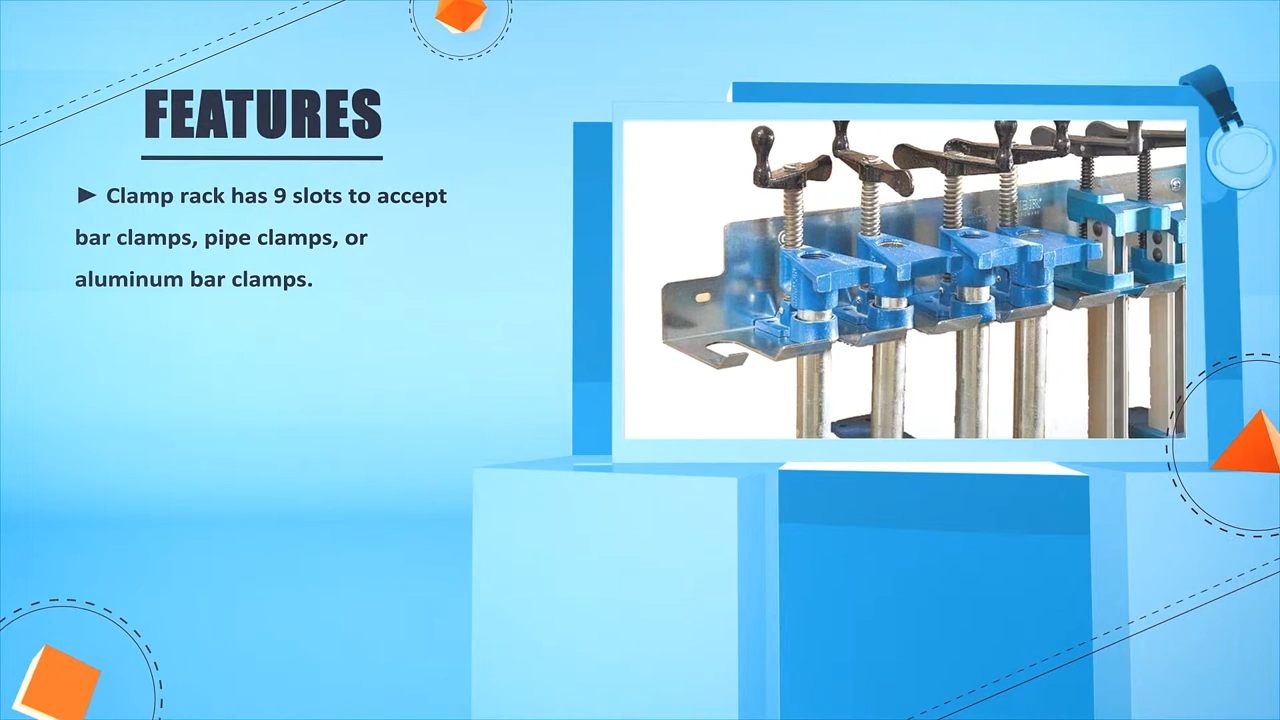 FEATURES
► Clamp rack has 9 slots to accept
bar clamps, pipe clamps, or
aluminum bar clamps.